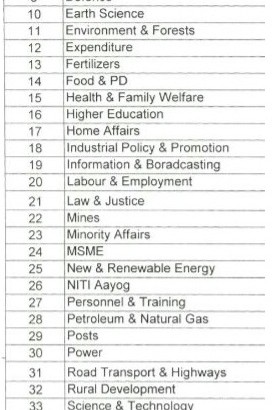 10 Earth Science
11 Environment & Forests
12 Expenditure
13 Fertilizers
14 Food & PD
15 Health & Family Welfare
16 Higher Education
17 Home Affairs
18 Industrial Policy & Promotion
19 Information & Boradcasting
20 Labour & Employment
21 Law & Justice
22 Mines
23 Minority Affairs
24 MSME
25 New & Renewable Energy
26 NITI Aayog
27 Personnel & Training
28 Petroleum & Natural Gas
29 Posts
30 Power
31 Road Transport & Highways
32 Rural Development
33 Science & Technology